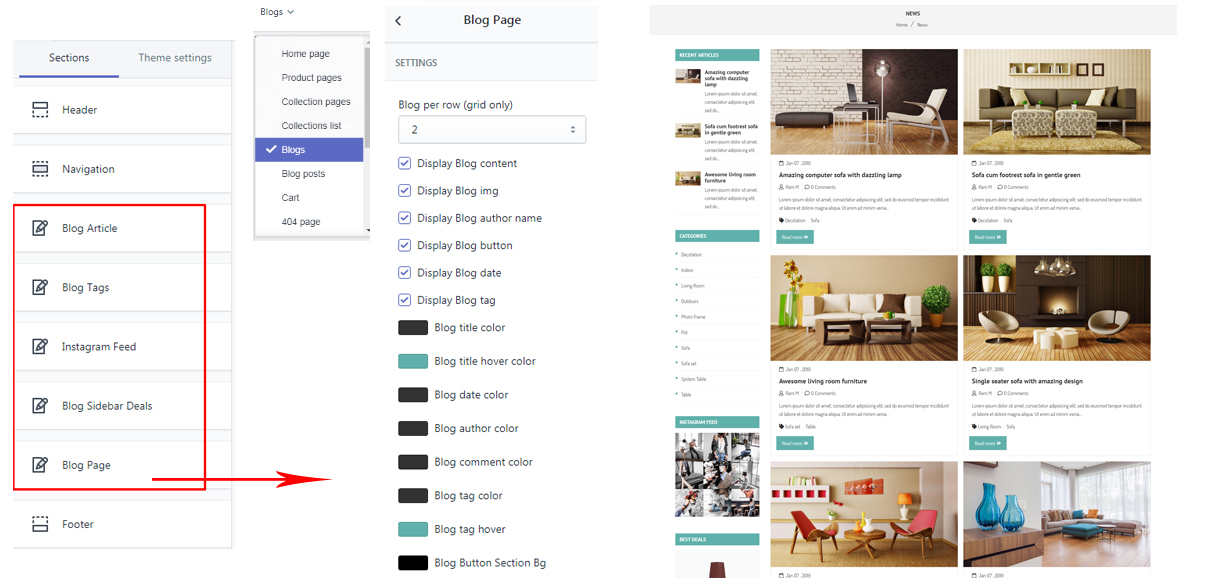 Sections
Theme settings
Header
Navigation
Blog Article
Blog Tags
Instagram Feed
Blog Sidebar Deals
Blog Page
Footer
Blogs
Home page
Product pages
Collection pages
Collections list
Blogs
Blog posts
Cart
404 page
Blog Page
SETTINGS
Blog per row (grid only)
2
Display Blog content
Display Blog img
Display Blog author name
Display Blog button
Display Blog date
Display Blog tag
Blog title color
Blog title hover color
Blog date color
Blog author color
Blog comment color
Blog tag color
Blog tag hover
Blog Button Section Bg
NEWS
Home / News
RECENT ARTICLES
Amazing computer
sofa with dazzling
lamp
Lorem ipsum dolor sit amet,
consectetur adipisicing elit,
sed do..
Sofa cum footrest sofa
in gentle green
Lorem ipsum dolor sit amet,
consectetur adipisicing elit,
sed do..
Awesome living room
furniture
Lorem ipsum dolor sit amet,
consectetur adipisicing elit,
sed do..
CATEGORIES
Decotation
Indoor
Living Room
Outdoors
Photo Frame
Pot
Sofa
Sofa set
System Table
Table
INSTAGRAM FEED
BEST DEALS
Jan 07, 2019
Amazing computer sofa with dazzling lamp
Ram M 0 Comments
Lorem ipsum dolor sit amet, consectetur adipisicing elit, sed do eiusmod tempor incididunt
ut labore et dolore magna aliqua. Ut enim ad minim venia...
Decotation Sofa
Read more
Jan 07, 2019
Sofa cum footrest sofa in gentle green
Ram M 0 Comments
Lorem ipsum dolor sit amet, consectetur adipisicing elit, sed do eiusmod tempor incididunt
ut labore et dolore magna aliqua. Ut enim ad minim venia...
Decotation Sofa
Read more
Jan 07, 2019
Awesome living room furniture
Ram M 0 Comments
Lorem ipsum dolor sit amet, consectetur adipisicing elit, sed do eiusmod tempor incididunt
ut labore et dolore magna aliqua. Ut enim ad minim venia...
Sofa set Table
Read more
Jan 07, 2019
Single seater sofa with amazing design
Ram M 0 Comments
Lorem ipsum dolor sit amet, consectetur adipisicing elit, sed do eiusmod tempor incididunt
ut labore et dolore magna aliqua. Ut enim ad minim venia...
Living Room Sofa
Read more
Jan 07, 2019
Jan 07, 2019